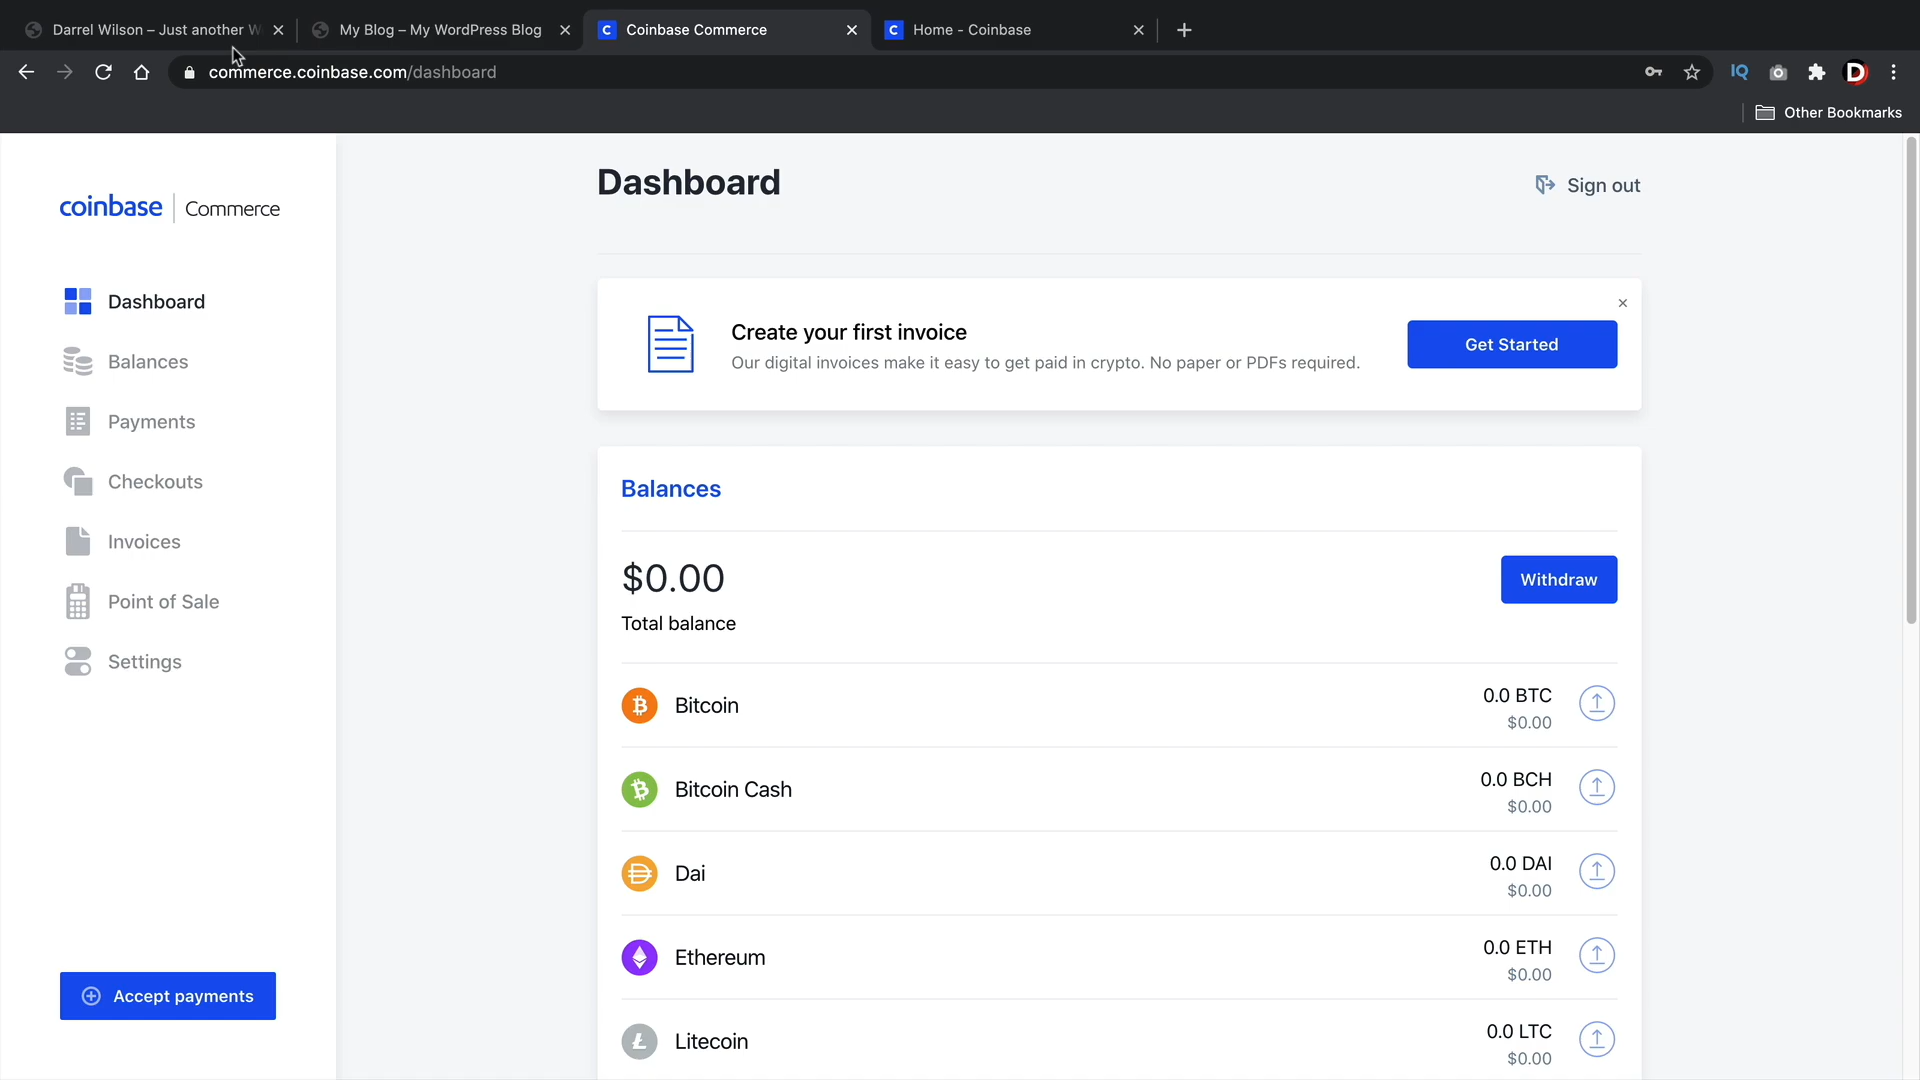 Darrel Wilson – Just another W
My Blog – My WordPress Blog
C Coinbase Commerce
C Home - Coinbase
commerce.coinbase.com/dashboard
IQ
D
Other Bookmarks
coinbase | Commerce
Dashboard
Sign out
Dashboard
Balances
Payments
Checkouts
Invoices
Point of Sale
Settings
Accept payments
Create your first invoice
Our digital invoices make it easy to get paid in crypto. No paper or PDFs required.
Get Started
Balances
$0.00
Total balance
Withdraw
Bitcoin
0.0 BTC
$0.00
Bitcoin Cash
0.0 BCH
$0.00
Dai
0.0 DAI
$0.00
Ethereum
0.0 ETH
$0.00
Litecoin
0.0 LTC
$0.00